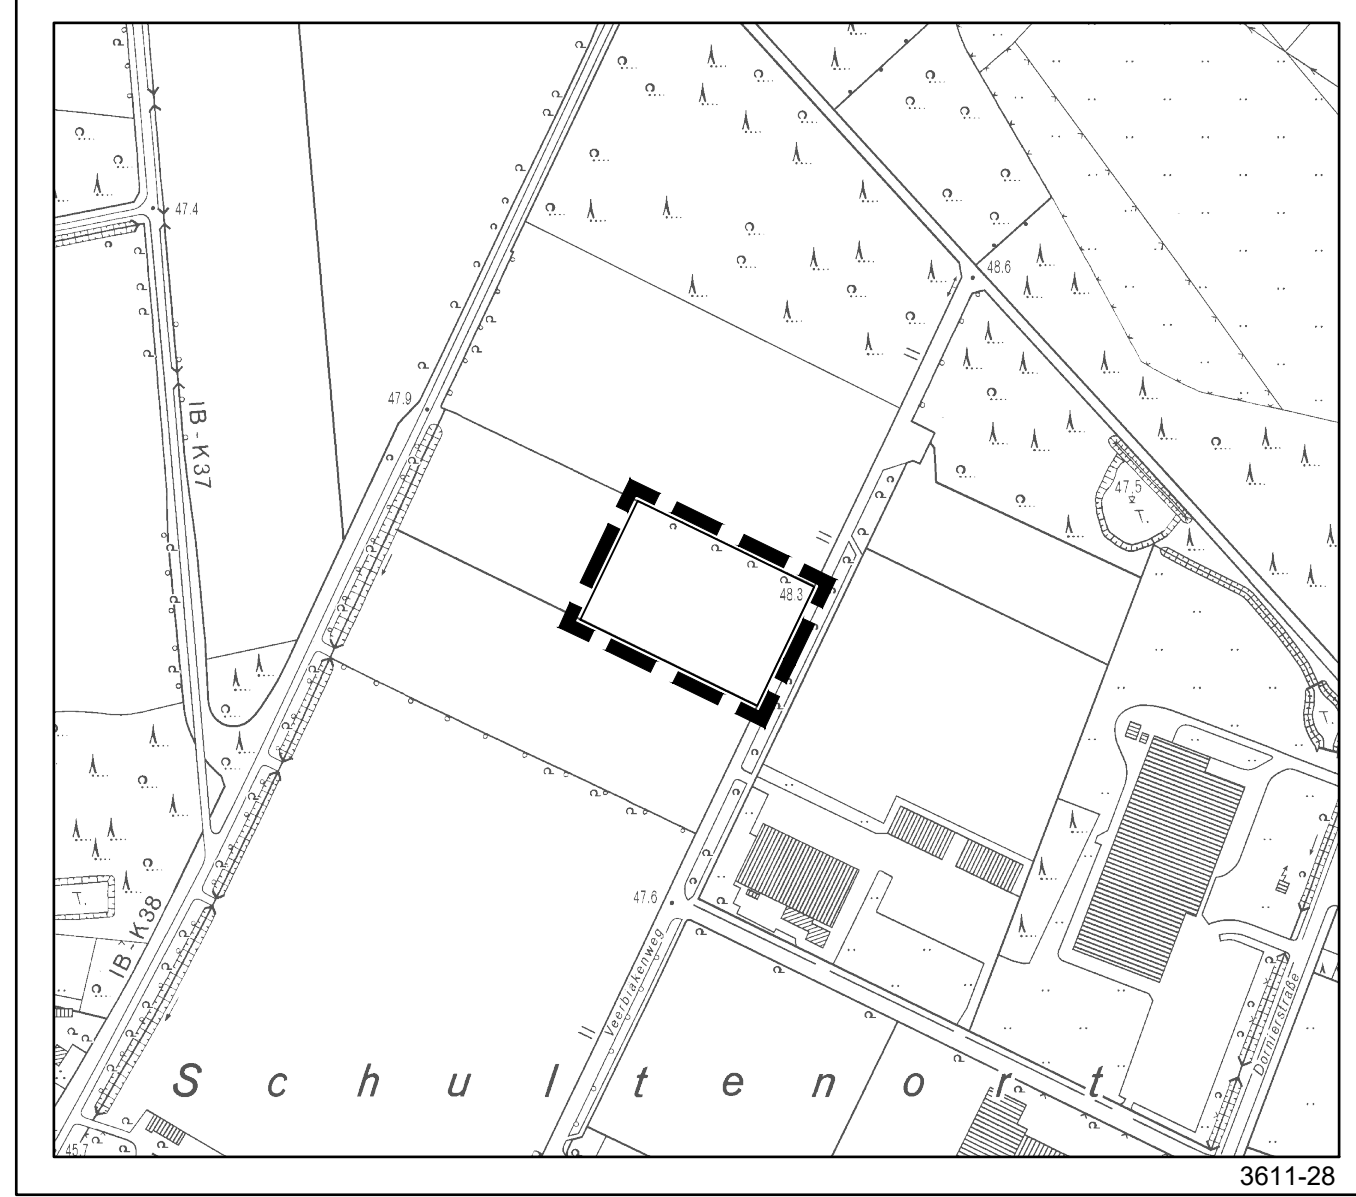 47.4
48.6
IB-K37
47.9
47.5
T.
48.3
T.
T.
IB-K38
47.6
Veerbiakenweg
Dornierstraße
Schultenort
45.7
3611-28